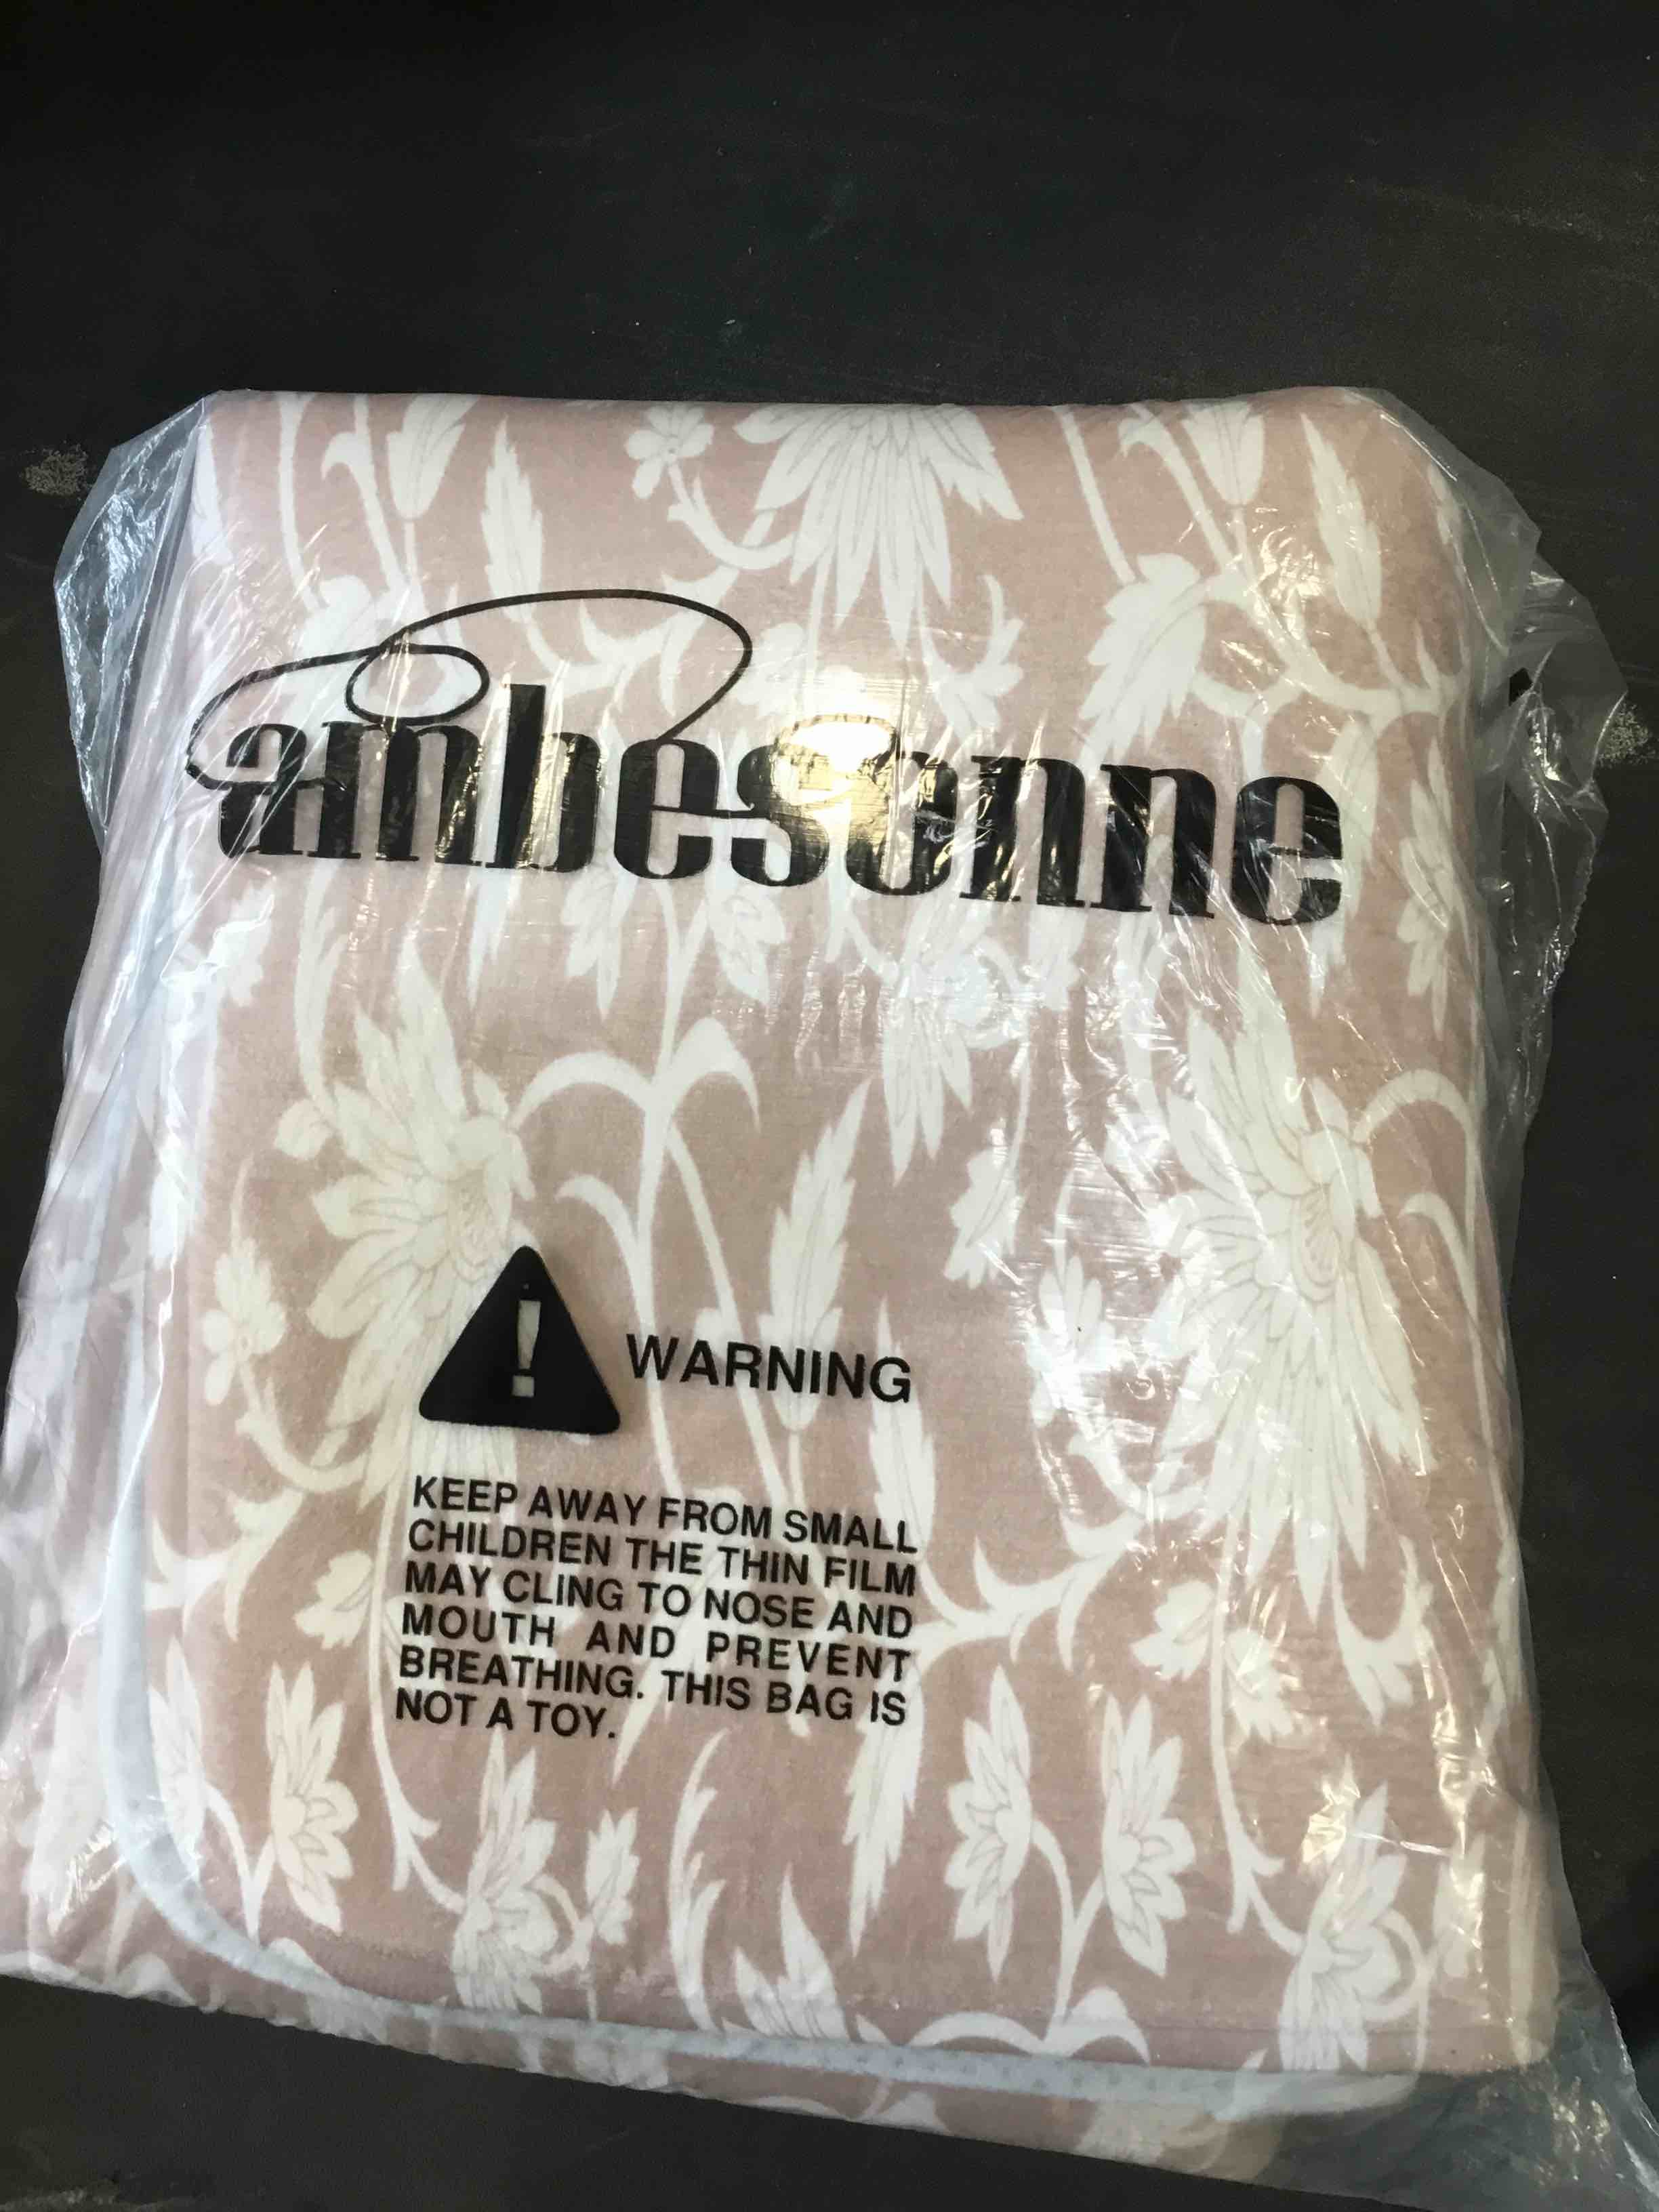 ambesonne
!
WARNING
KEEP AWAY FROM SMALL
CHILDREN THE THIN FILM
MAY CLING TO NOSE AND
MOUTH AND PREVENT
BREATHING. THIS BAG IS
NOT A TOY.